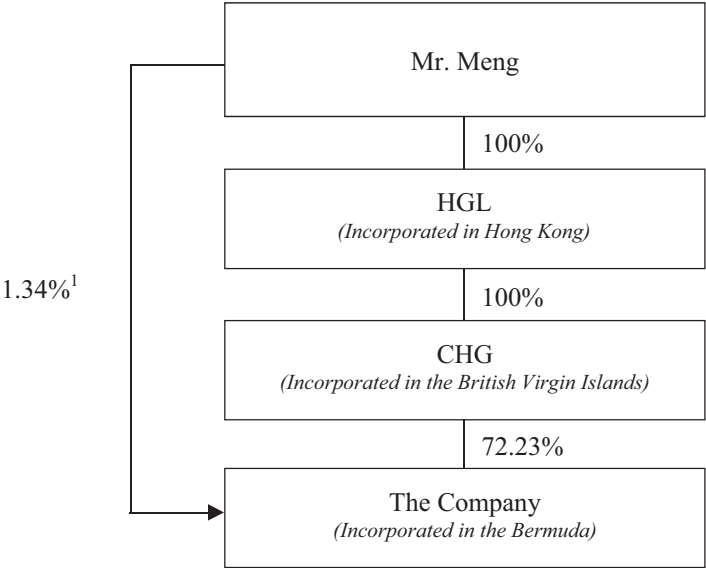 Mr. Meng
100%
HGL
(Incorporated in Hong Kong)
1.34%¹
100%
CHG
(Incorporated in the British Virgin Islands)
72.23%
The Company
(Incorporated in the Bermuda)